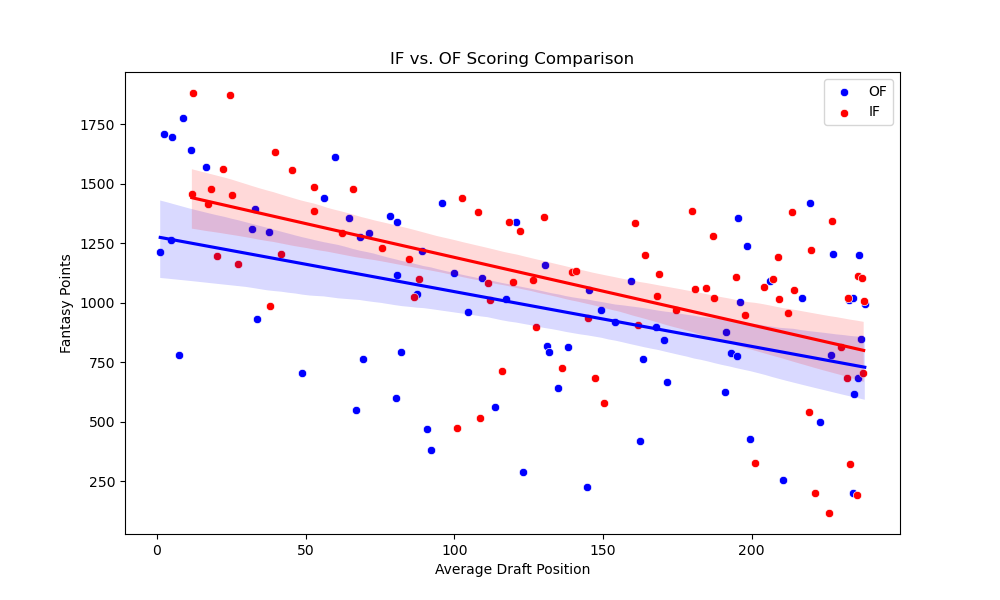 IF vs. OF Scoring Comparison
OF
IF
Fantasy Points
1750
1500
1250
1000
750
500
250
0
50
100
150
200
Average Draft Position